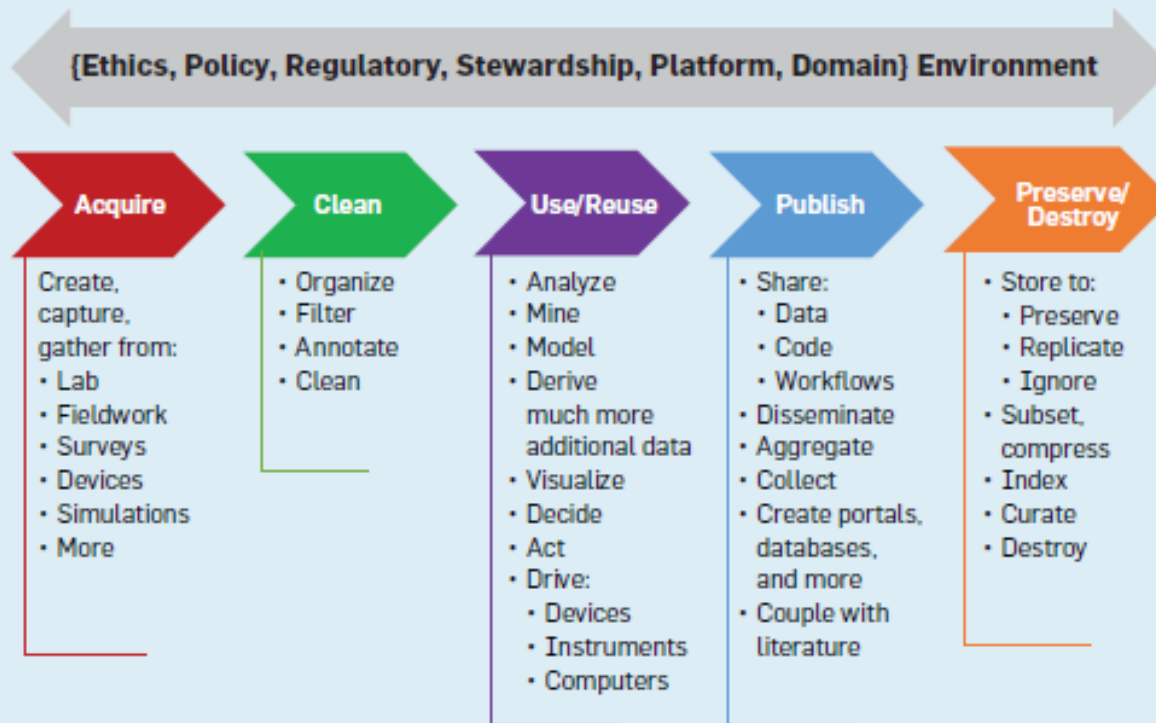 {Ethics, Policy, Regulatory, Stewardship, Platform, Domain} Environment
Acquire
Create,
capture,
gather from:
• Lab
• Fieldwork
• Surveys
• Devices
• Simulations
• More
Clean
• Organize
• Filter
• Annotate
• Clean
Use/Reuse
• Analyze
• Mine
• Model
• Derive
much more
additional data
• Visualize
• Decide
• Act
• Drive:
• Devices
• Instruments
• Computers
Publish
• Share:
• Data
• Code
• Workflows
• Disseminate
• Aggregate
• Collect
• Create portals,
databases,
and more
• Couple with
literature
Preserve/
Destroy
• Store to:
• Preserve
• Replicate
• Ignore
• Subset,
compress
• Index
• Curate
• Destroy